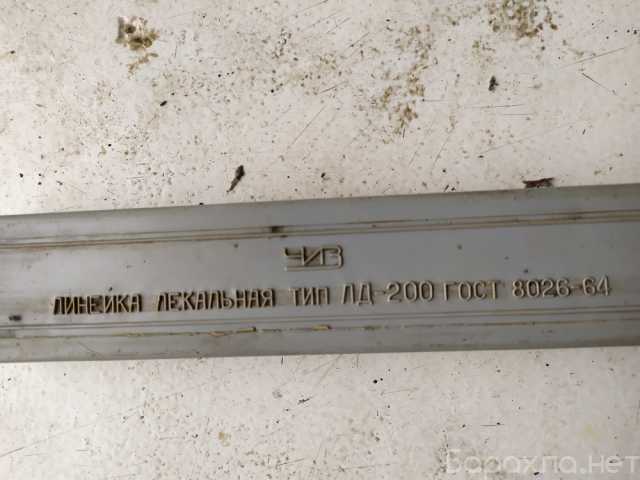 ЧИЗ
ЛИНЕЙКА ЛЕКАЛЬНАЯ ТИП ЛД-200 ГОСТ 8026-64
Барахла.нет